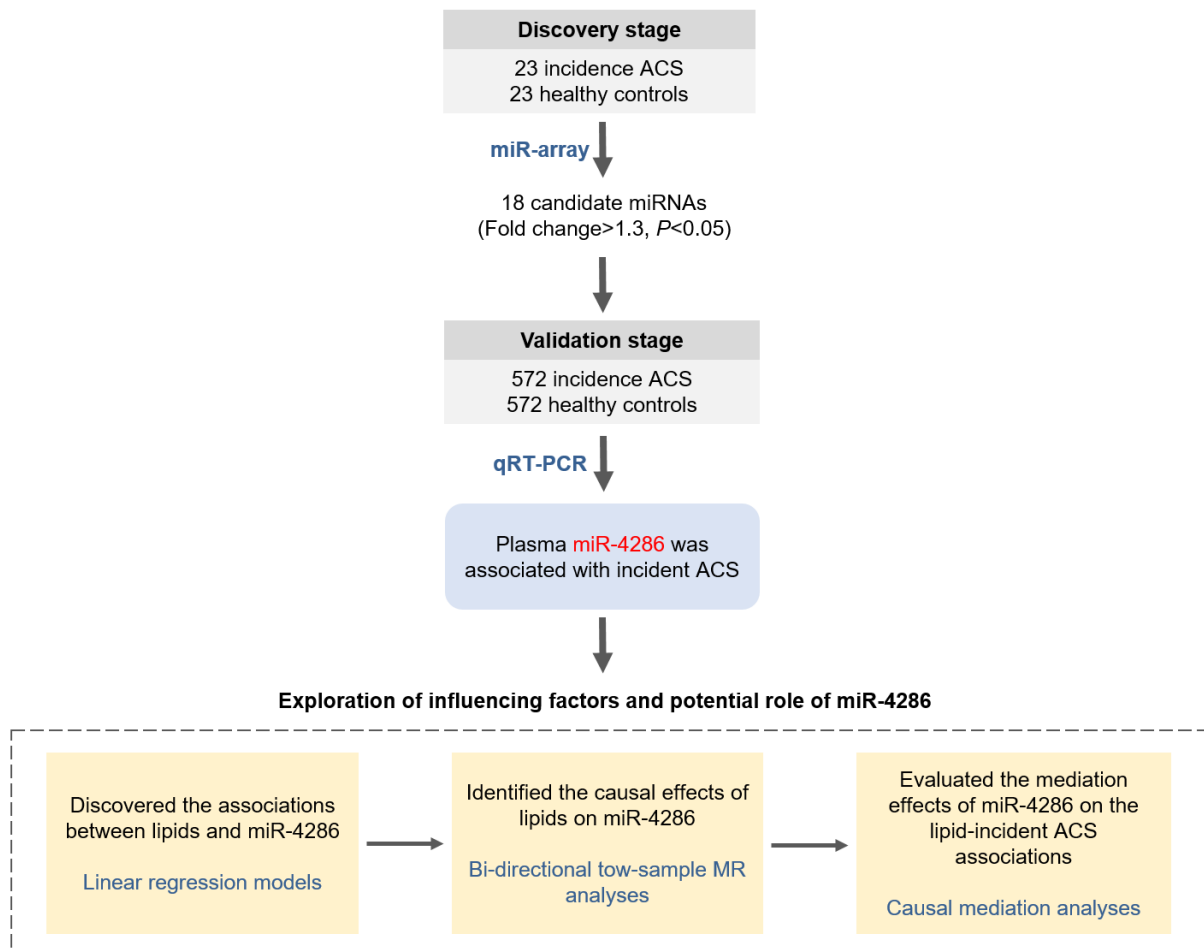 Discovery stage
23 incidence ACS
23 healthy controls
miR-array
18 candidate miRNAs
(Fold change>1.3, P<0.05)
Validation stage
572 incidence ACS
572 healthy controls
qRT-PCR
Plasma miR-4286 was
associated with incident ACS
Exploration of influencing factors and potential role of miR-4286
Discovered the associations
between lipids and miR-4286
Linear regression models
Identified the causal effects of
lipids on miR-4286
Bi-directional tow-sample MR
analyses
Evaluated the mediation
effects of miR-4286 on the
lipid-incident ACS
associations
Causal mediation analyses